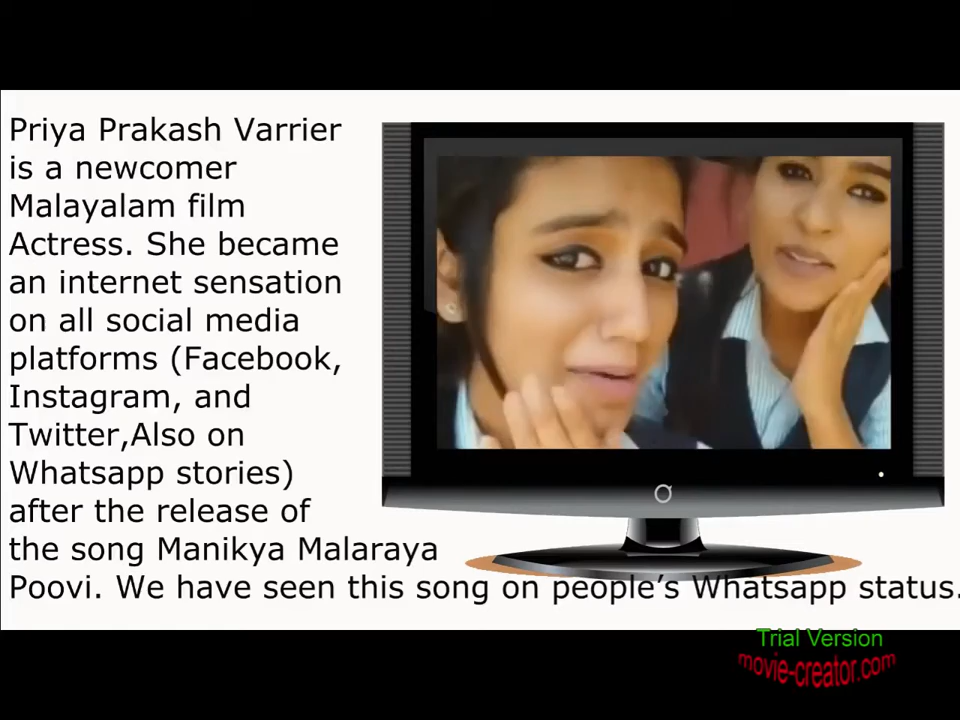 Priya Prakash Varrier
is a newcomer
Malayalam film
Actress. She became
an internet sensation
on all social media
platforms (Facebook,
Instagram, and
Twitter,Also on
Whatsapp stories)
after the release of
the song Manikya Malaraya
Poovi. We have seen this song on people’s Whatsapp status.
Trial Version
movie-creator.com